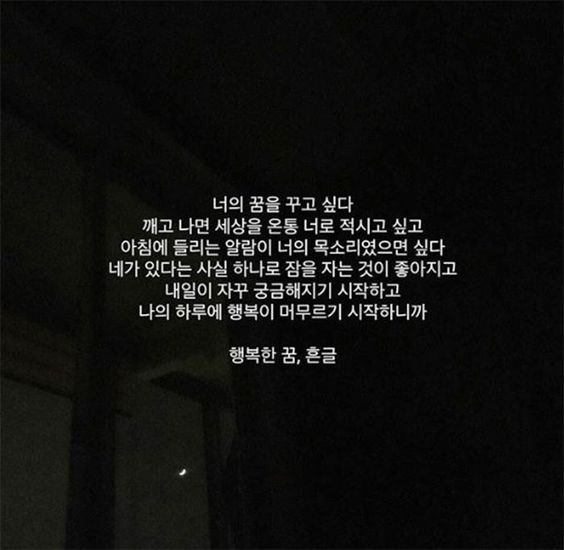 너의 꿈을 꾸고 싶다
깨고 나면 세상을 온통 너로 적시고 싶고
아침에 들리는 알람이 너의 목소리였으면 싶다
네가 있다는 사실 하나로 잠을 자는 것이 좋아지고
내일이 자꾸 궁금해지기 시작하고
나의 하루에 행복이 머무르기 시작하니까
행복한 꿈, 흔글